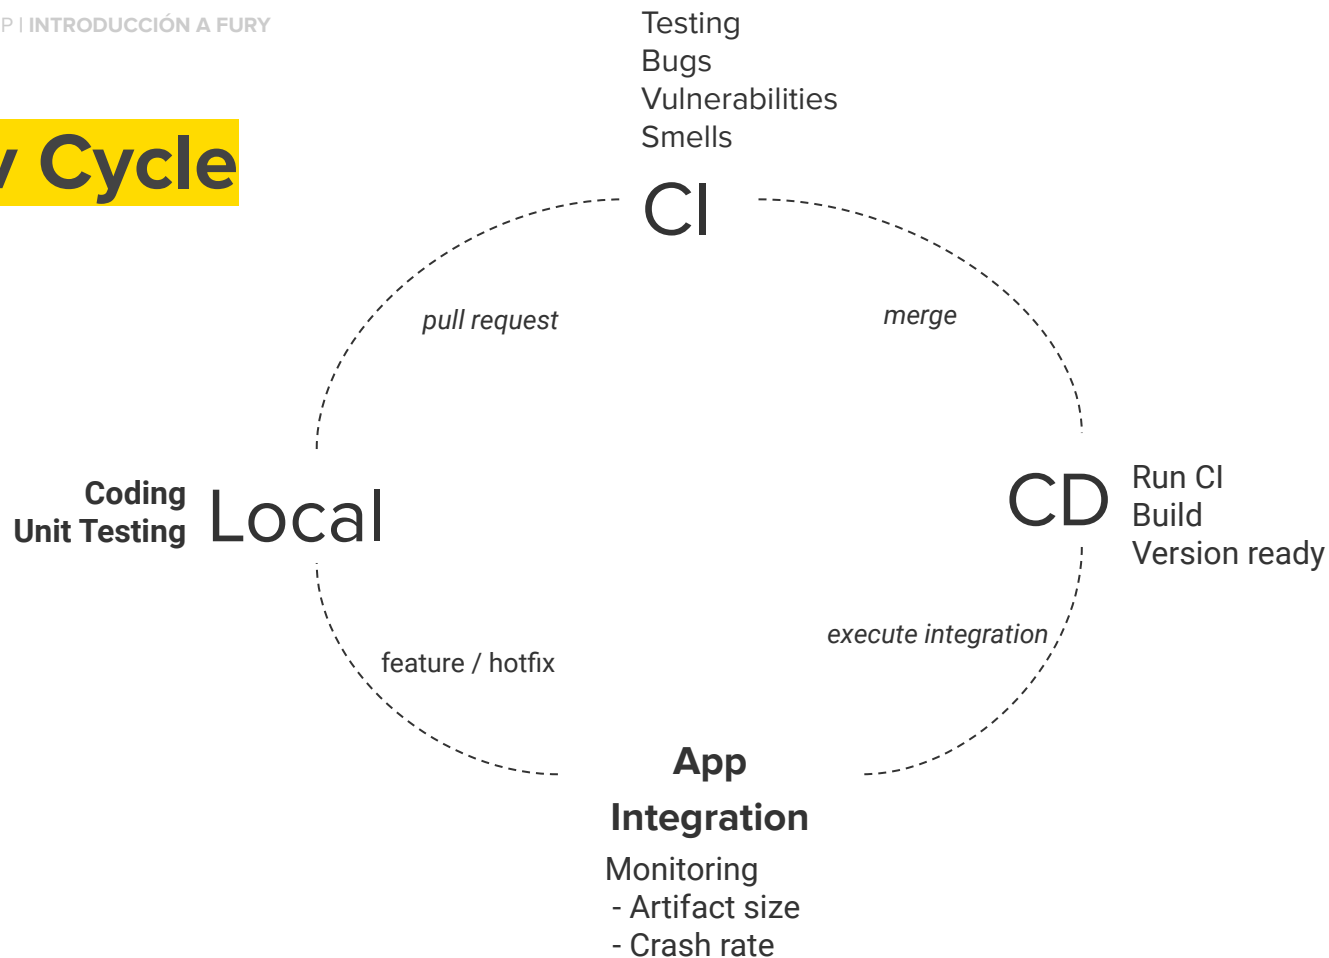 P | INTRODUCCIÓN A FURY
Cycle
Testing
Bugs
Vulnerabilities
Smells
CI
pull request
merge
Coding
Unit Testing
Local
CD
Run CI
Build
Version ready
feature / hotfix
execute integration
App
Integration
Monitoring
- Artifact size
- Crash rate